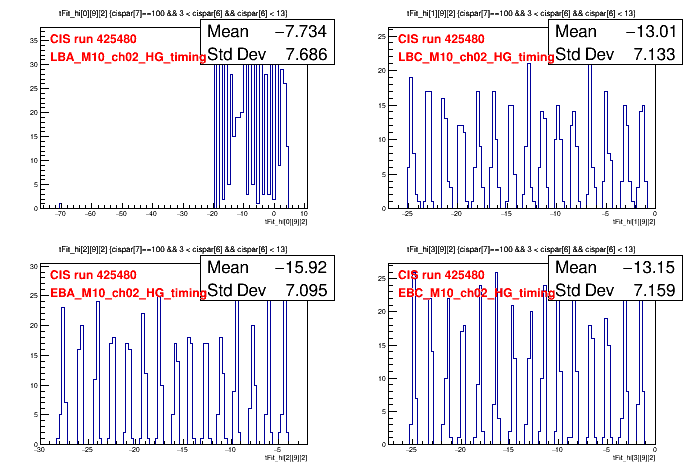 tFit_hi[0][9][2] {cispar[7]==100 && 3 < cispar[6] && cispar[6] < 13}
CIS run 425480
LBA_M10_ch02_HG_timing
Mean −7.734
Std Dev 7.686
35
30
25
20
15
10
5
0
−70 −60 −50 −40 −30 −20 −10 0 10
tFit_hi[0][9][2]
tFit_hi[1][9][2] {cispar[7]==100 && 3 < cispar[6] && cispar[6] < 13}
CIS run 425480
LBC_M10_ch02_HG_timing
Mean −13.01
Std Dev 7.133
25
20
15
10
5
0
−25 −20 −15 −10 −5 0
tFit_hi[1][9][2]
tFit_hi[2][9][2] {cispar[7]==100 && 3 < cispar[6] && cispar[6] < 13}
CIS run 425480
EBA_M10_ch02_HG_timing
Mean −15.92
Std Dev 7.095
30
25
20
15
10
5
0
−30 −25 −20 −15 −10 −5
tFit_hi[2][9][2]
tFit_hi[3][9][2] {cispar[7]==100 && 3 < cispar[6] && cispar[6] < 13}
CIS run 425480
EBC_M10_ch02_HG_timing
Mean −13.15
Std Dev 7.159
25
20
15
10
5
0
−25 −20 −15 −10 −5 0
tFit_hi[3][9][2]